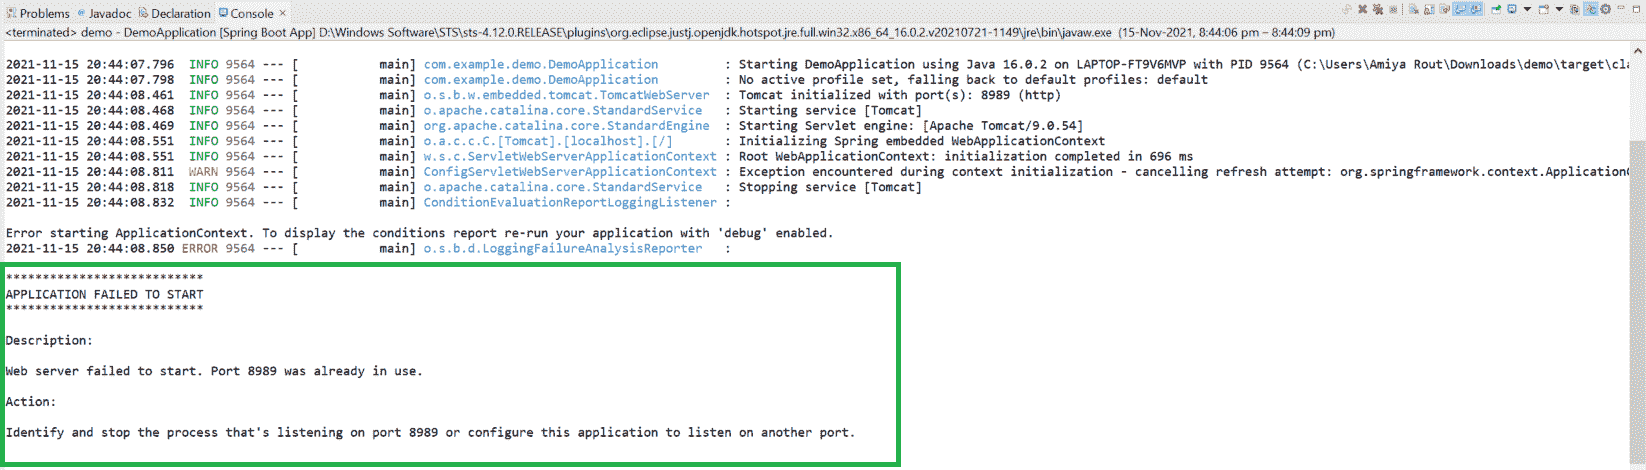 Problems @ Javadoc Declaration Console ×
<terminated> demo - DemoApplication [Spring Boot App] D:\Windows Software\STS\sts-4.12.0.RELEASE\plugins\org.eclipse.justj.openjdk.hotspot.jre.full.win32.x86_64_16.0.2.v20210721-1149\jre\bin\javaw.exe (15-Nov-2021, 8:44:06 pm – 8:44:09 pm)
2021-11-15 20:44:07.796  INFO 9564 --- [           main] com.example.demo.DemoApplication         : Starting DemoApplication using Java 16.0.2 on LAPTOP-FT9V6MVP with PID 9564 (C:\Users\Amiya Rout\Downloads\demo\target\cla
2021-11-15 20:44:07.798  INFO 9564 --- [           main] com.example.demo.DemoApplication         : No active profile set, falling back to default profiles: default
2021-11-15 20:44:08.461  INFO 9564 --- [           main] o.s.b.w.embedded.tomcat.TomcatWebServer  : Tomcat initialized with port(s): 8989 (http)
2021-11-15 20:44:08.468  INFO 9564 --- [           main] o.apache.catalina.core.StandardService   : Starting service [Tomcat]
2021-11-15 20:44:08.469  INFO 9564 --- [           main] org.apache.catalina.core.StandardEngine  : Starting Servlet engine: [Apache Tomcat/9.0.54]
2021-11-15 20:44:08.551  INFO 9564 --- [           main] o.a.c.c.C.[Tomcat].[localhost].[/]       : Initializing Spring embedded WebApplicationContext
2021-11-15 20:44:08.551  INFO 9564 --- [           main] w.s.c.ServletWebServerApplicationContext : Root WebApplicationContext: initialization completed in 696 ms
2021-11-15 20:44:08.811  WARN 9564 --- [           main] ConfigServletWebServerApplicationContext : Exception encountered during context initialization - cancelling refresh attempt: org.springframework.context.Application
2021-11-15 20:44:08.818  INFO 9564 --- [           main] o.apache.catalina.core.StandardService   : Stopping service [Tomcat]
2021-11-15 20:44:08.832  INFO 9564 --- [           main] ConditionEvaluationReportLoggingListener :
Error starting ApplicationContext. To display the conditions report re-run your application with 'debug' enabled.
2021-11-15 20:44:08.850 ERROR 9564 --- [           main] o.s.b.d.LoggingFailureAnalysisReporter   :
***************************
APPLICATION FAILED TO START
***************************
Description:
Web server failed to start. Port 8989 was already in use.
Action:
Identify and stop the process that's listening on port 8989 or configure this application to listen on another port.